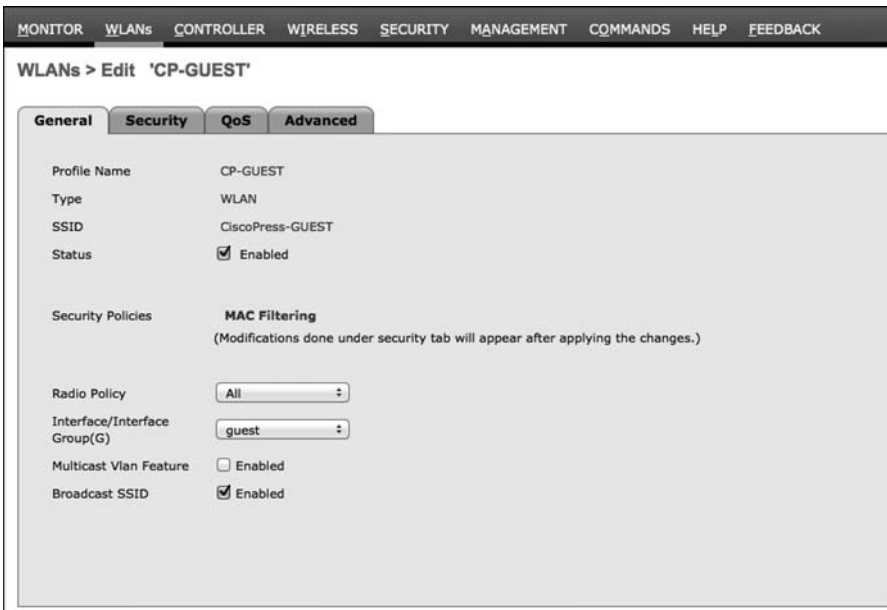 MONITOR WLANs CONTROLLER WIRELESS SECURITY MANAGEMENT COMMANDS HELP FEEDBACK
WLANs > Edit 'CP-GUEST'
General Security QoS Advanced
Profile Name CP-GUEST
Type WLAN
SSID CiscoPress-GUEST
Status Enabled
Security Policies MAC Filtering
(Modifications done under security tab will appear after applying the changes.)
Radio Policy All
Interface/Interface
Group(G) guest
Multicast Vlan Feature Enabled
Broadcast SSID Enabled